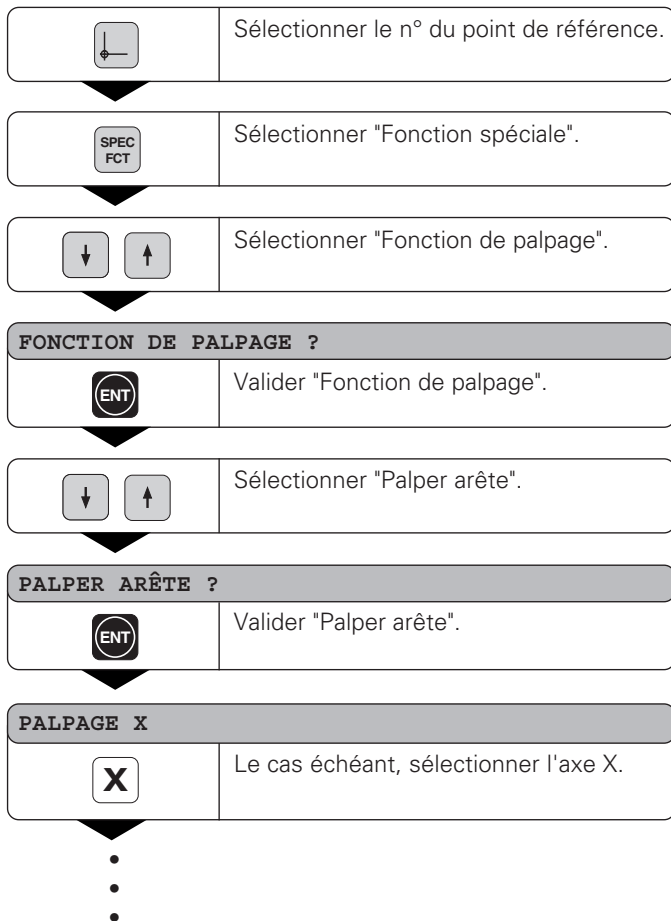 Sélectionner le n° du point de référence.
SPEC
FCT
Sélectionner "Fonction spéciale".
Sélectionner "Fonction de palpage".
FONCTION DE PALPAGE ?
ENT
Valider "Fonction de palpage".
Sélectionner "Palper arête".
PALPER ARÊTE ?
ENT
Valider "Palper arête".
PALPAGE X
X
Le cas échéant, sélectionner l'axe X.